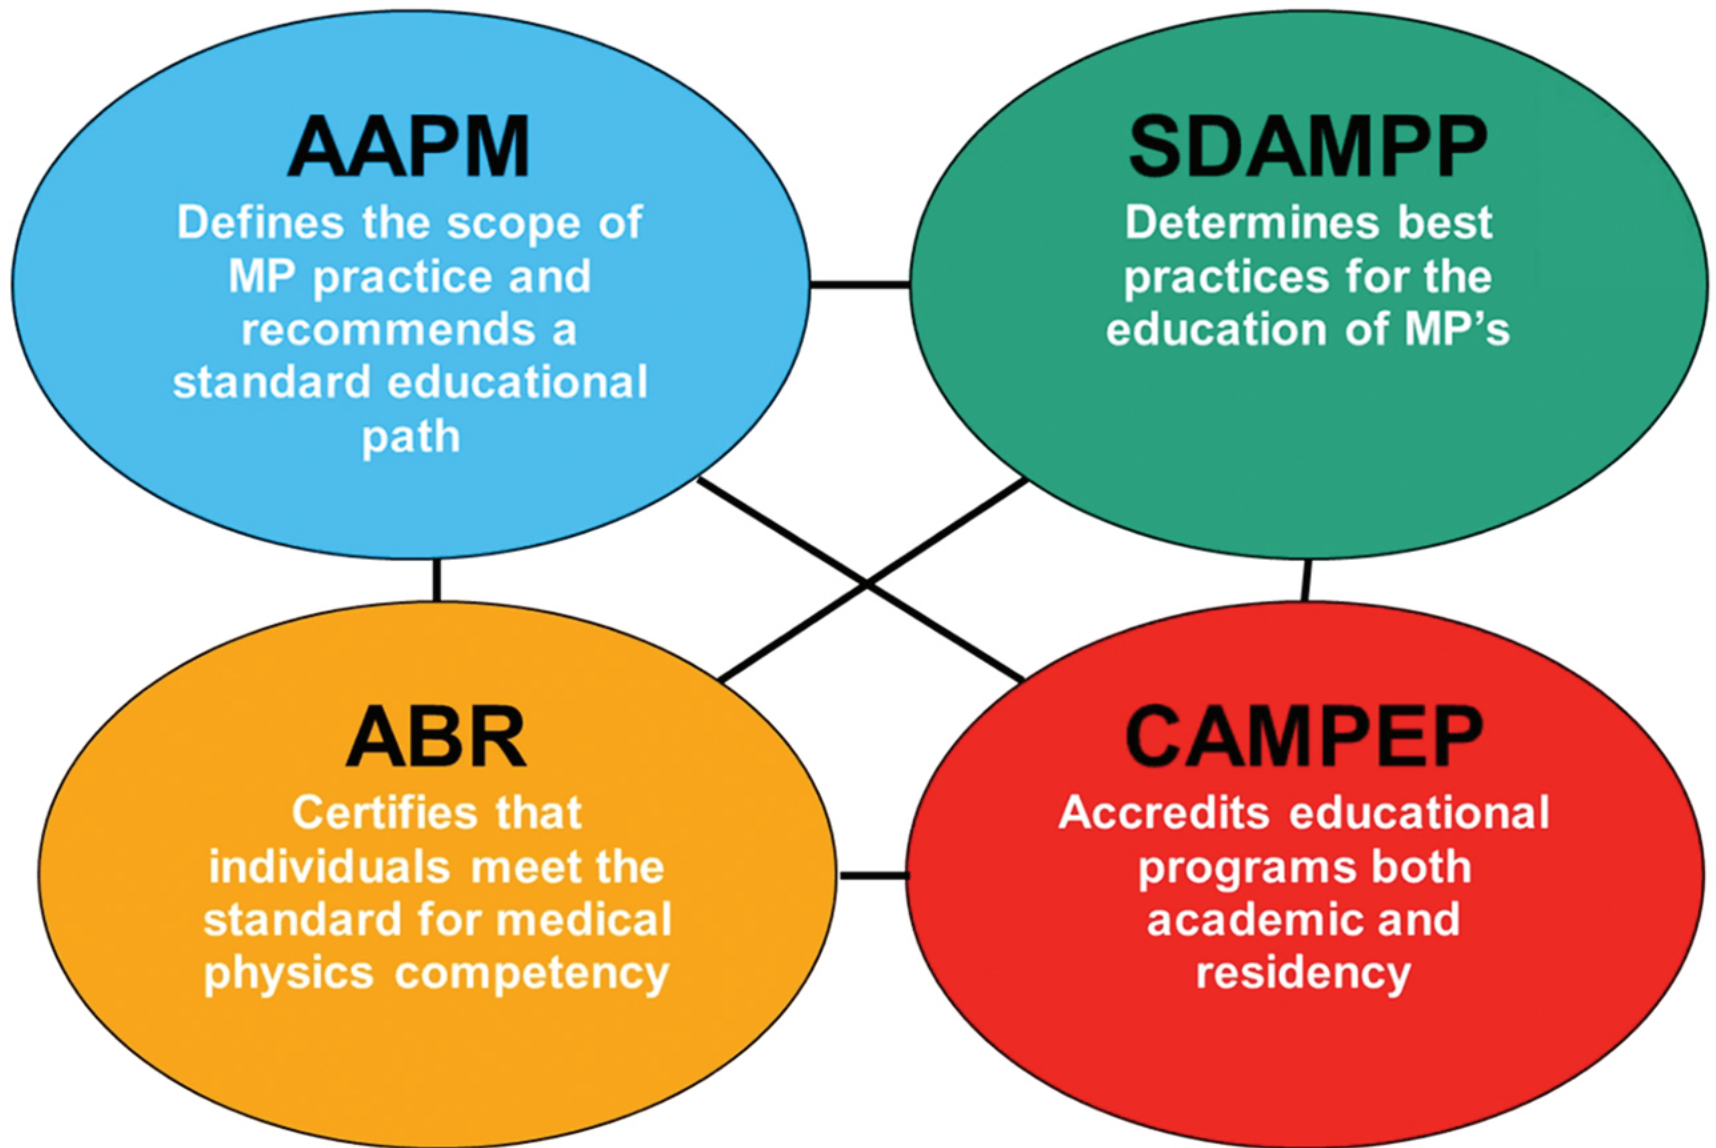 AAPM
Defines the scope of
MP practice and
recommends a
standard educational
path
SDAMPP
Determines best
practices for the
education of MP’s
ABR
Certifies that
individuals meet the
standard for medical
physics competency
CAMPEP
Accredits educational
programs both
academic and
residency